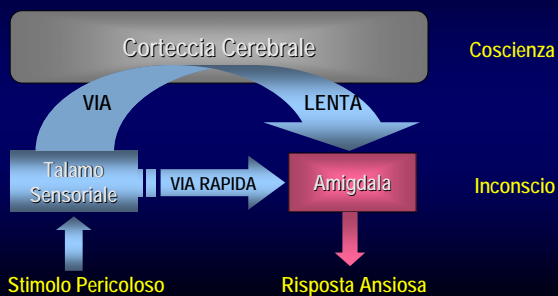 Corteccia Cerebrale
Coscienza
VIA
LENTA
Talamo
Sensoriale
VIA RAPIDA
Amigdala
Inconscio
Stimolo Pericoloso
Risposta Ansiosa